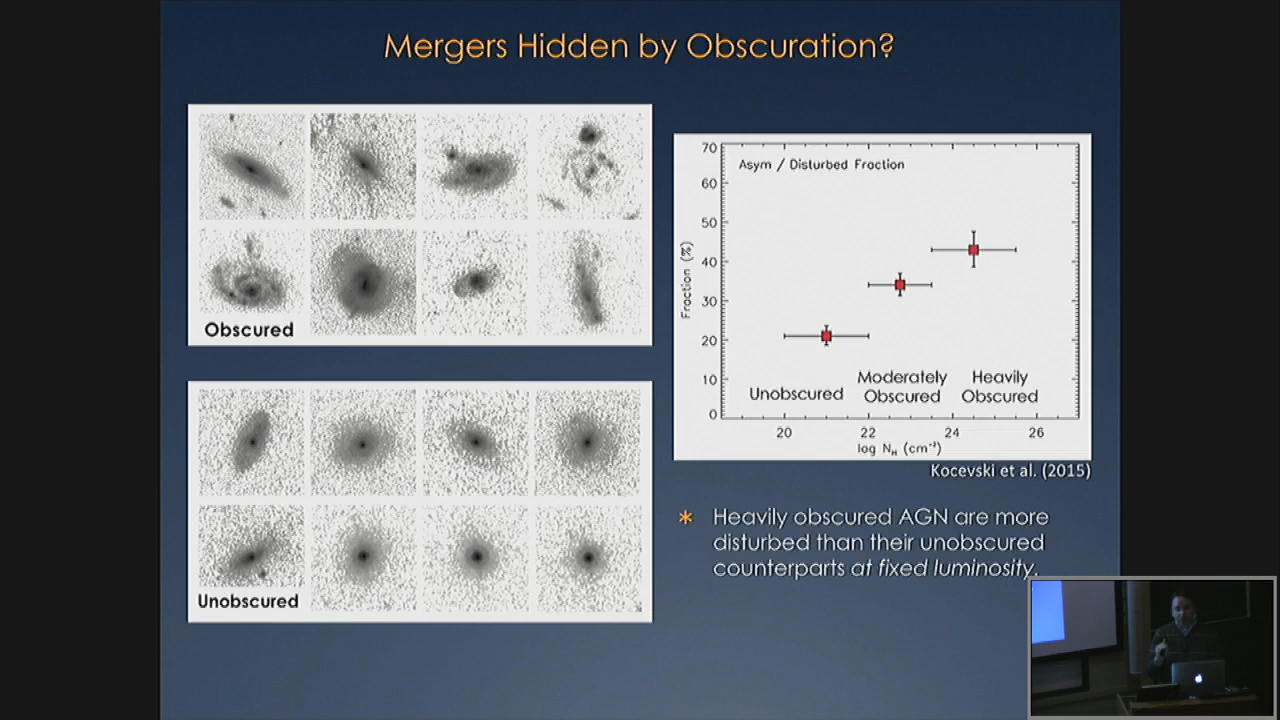 Mergers Hidden by Obscuration?
Obscured
Unobscured
Asym / Disturbed Fraction
Fraction (%)
70
60
50
40
30
20
10
0
Unobscured
Moderately
Obscured
Heavily
Obscured
20
22
24
26
log N_H (cm⁻²)
Kocevski et al. (2015)
* Heavily obscured AGN are more
disturbed than their unobscured
counterparts at fixed luminosity.